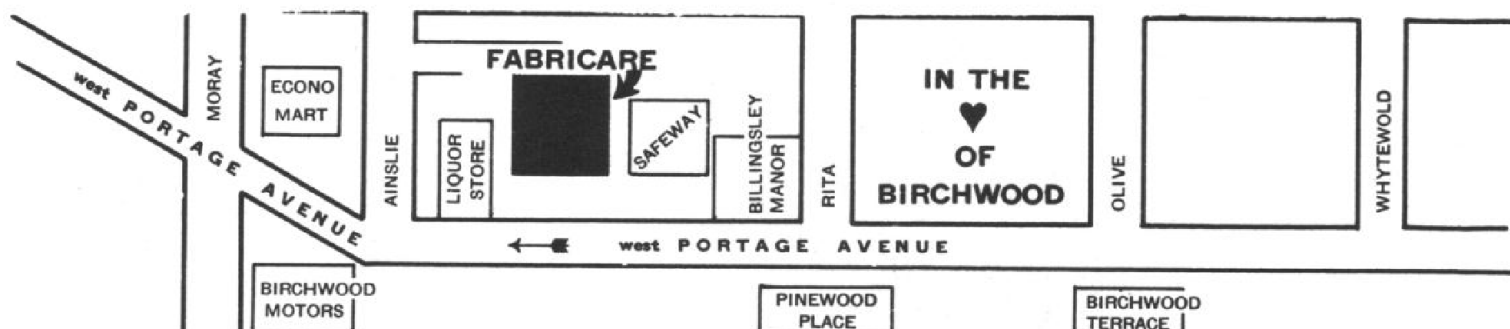 west PORTAGE AVENUE
MORAY
ECONO
MART
AINSLIE
FABRICARE
LIQUOR
STORE
SAFEWAY
BILLINGSLEY
MANOR
RITA
IN THE
♥
OF
BIRCHWOOD
OLIVE
WHYTEWOLD
west PORTAGE AVENUE
BIRCHWOOD
MOTORS
PINEWOOD
PLACE
BIRCHWOOD
TERRACE